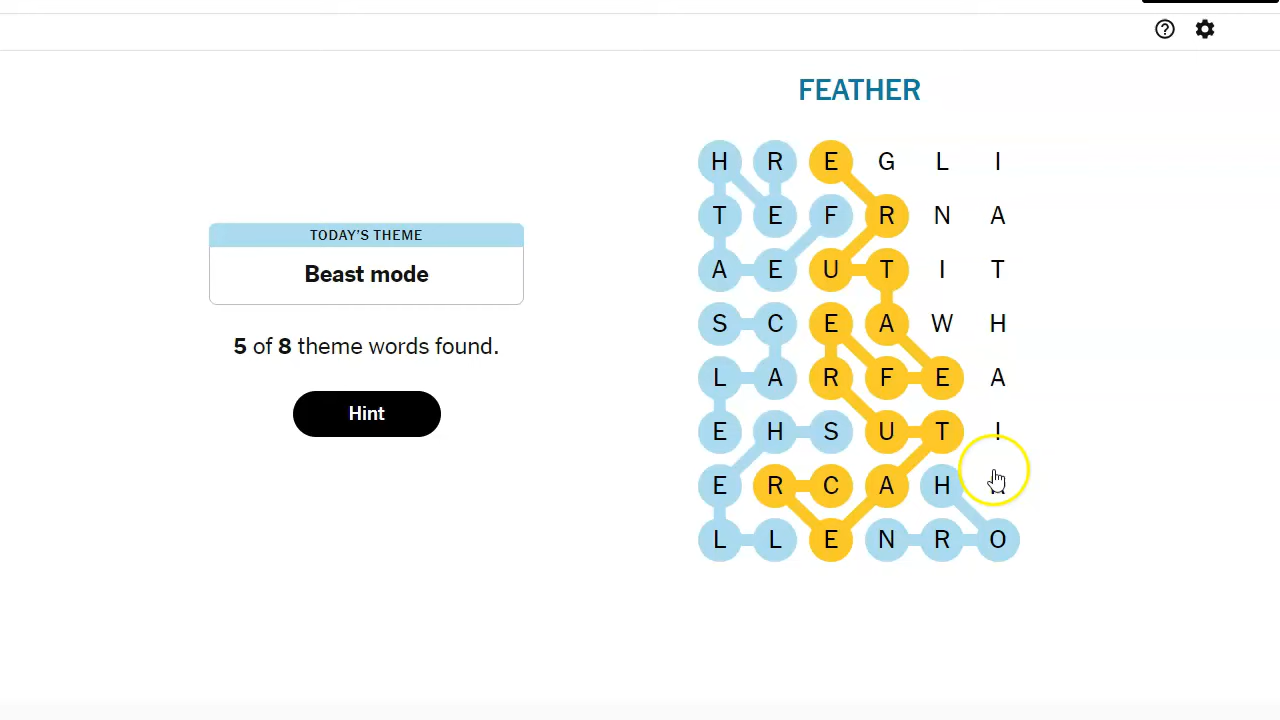 FEATHER
H R E G L I
T E F R N A
TODAY'S THEME
Beast mode
A E U T I T
S C E A W H
5 of 8 theme words found.
L A R F E A
Hint
E H S U T I
E R C A H
L L E N R O